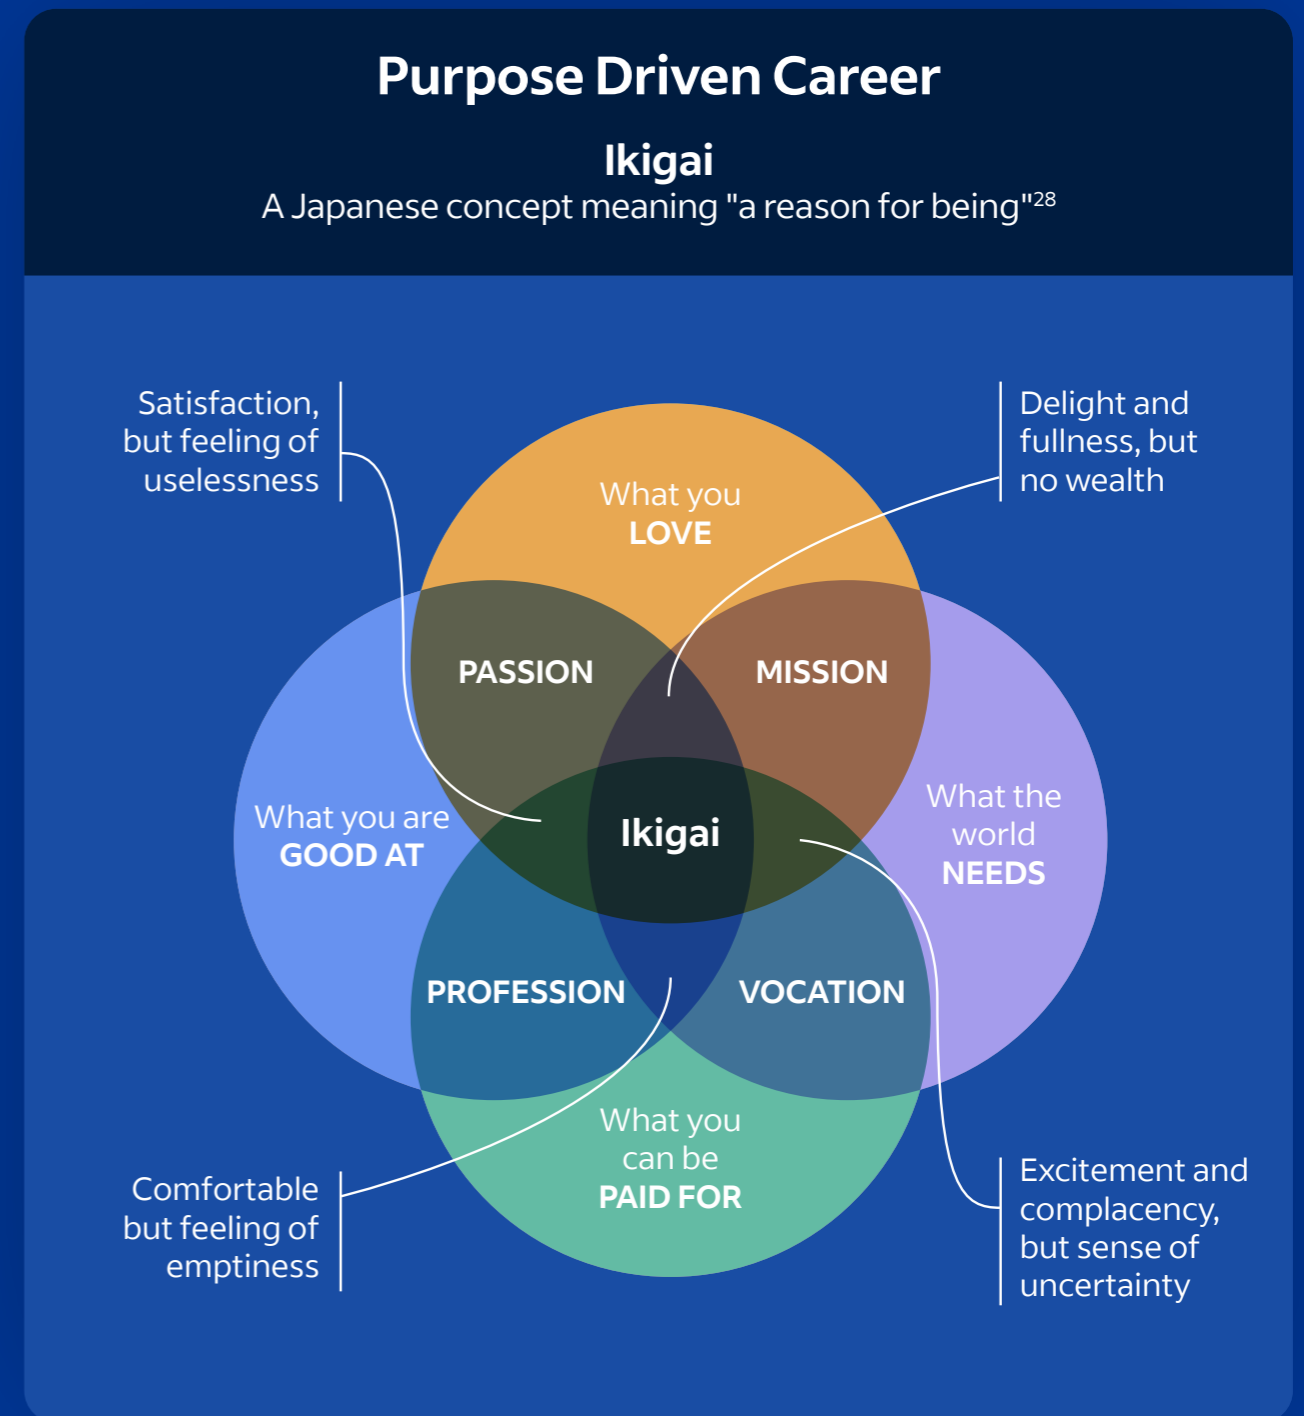 Purpose Driven Career
Ikigai
A Japanese concept meaning "a reason for being"28
Satisfaction,
but feeling of
uselessness
Delight and
fullness, but
no wealth
What you
LOVE
PASSION
MISSION
What you are
GOOD AT
Ikigai
What the
world
NEEDS
PROFESSION
VOCATION
What you
can be
PAID FOR
Comfortable
but feeling of
emptiness
Excitement and
complacency,
but sense of
uncertainty